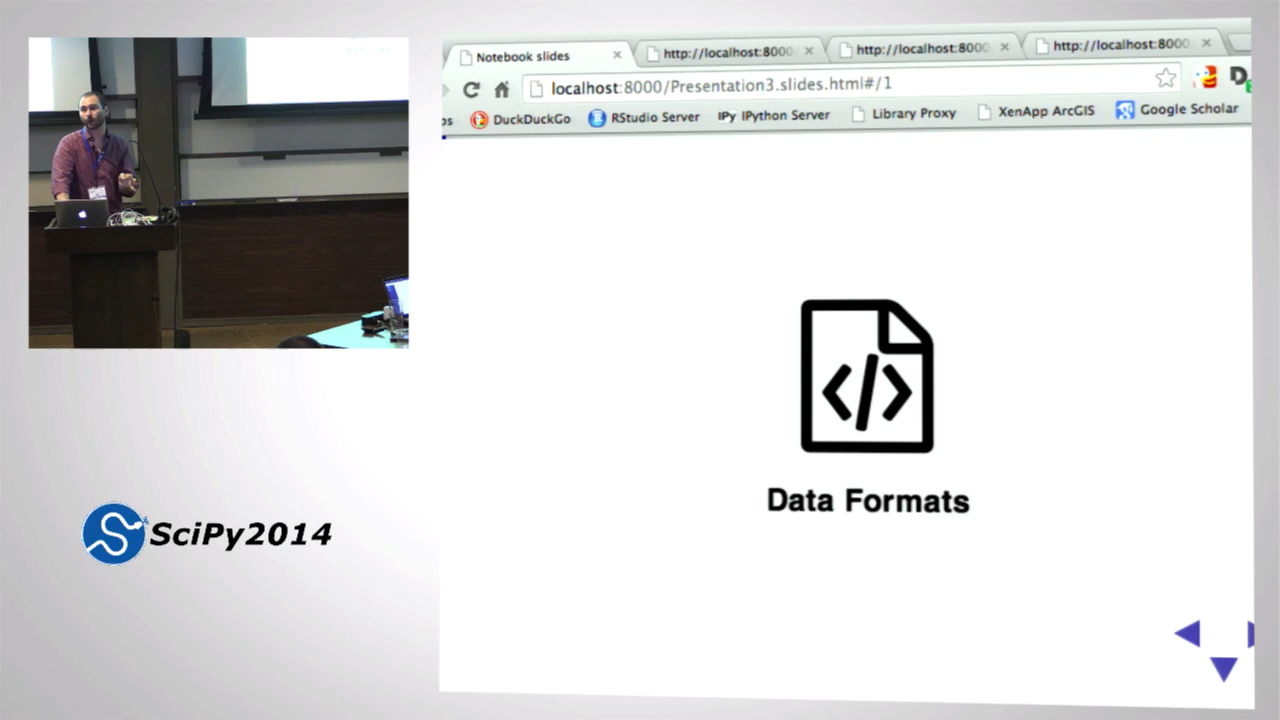 Notebook slides
http://localhost:8000
http://localhost:8000
http://localhost:8000
localhost:8000/Presentation3.slides.html#/1
os
DuckDuckGo
RStudio Server
IPy IPython Server
Library Proxy
XenApp ArcGIS
Google Scholar
</>
Data Formats
SciPy2014